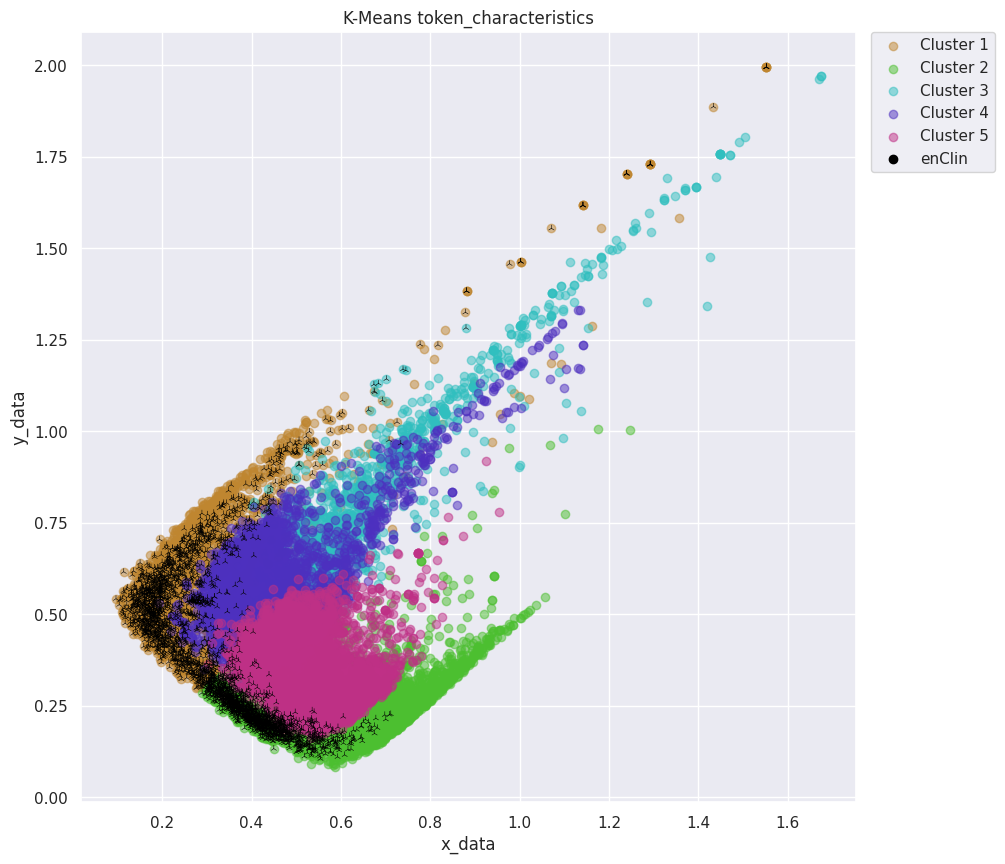 K-Means token_characteristics
Cluster 1
Cluster 2
Cluster 3
Cluster 4
Cluster 5
enClin
y_data
2.00
1.75
1.50
1.25
1.00
0.75
0.50
0.25
0.00
0.2 0.4 0.6 0.8 1.0 1.2 1.4 1.6
x_data